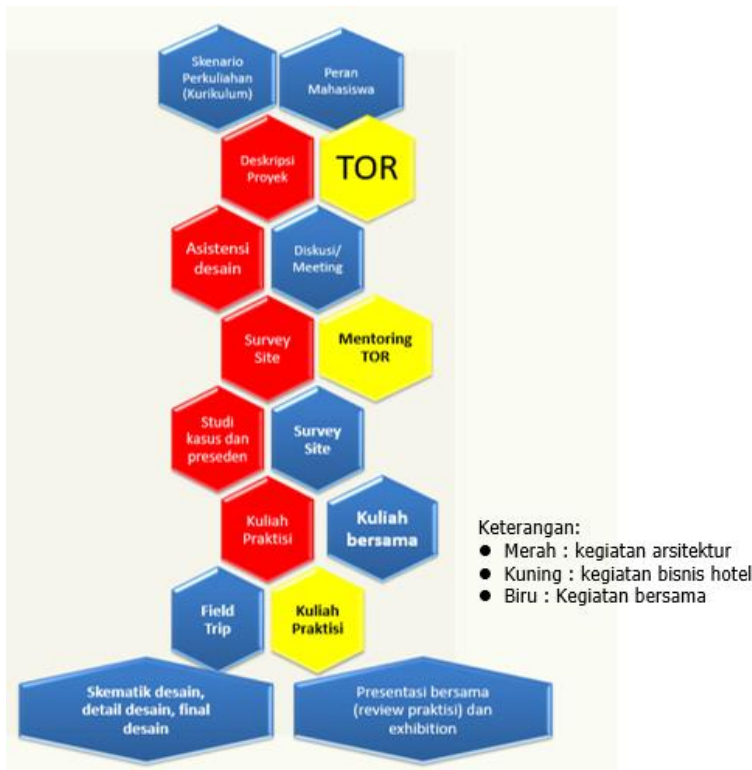 Skenario
Perkuliahan
(Kurikulum)
Peran
Mahasiswa
Deskripsi
Proyek
TOR
Asistensi
desain
Diskusi/
Meeting
Survey
Site
Mentoring
TOR
Studi
kasus dan
preseden
Survey
Site
Kuliah
Praktisi
Kuliah
bersama
Field
Trip
Kuliah
Praktisi
Skematik desain,
detail desain, final
desain
Presentasi bersama
(review praktisi) dan
exhibition
Keterangan:
● Merah : kegiatan arsitektur
● Kuning : kegiatan bisnis hotel
● Biru : Kegiatan bersama